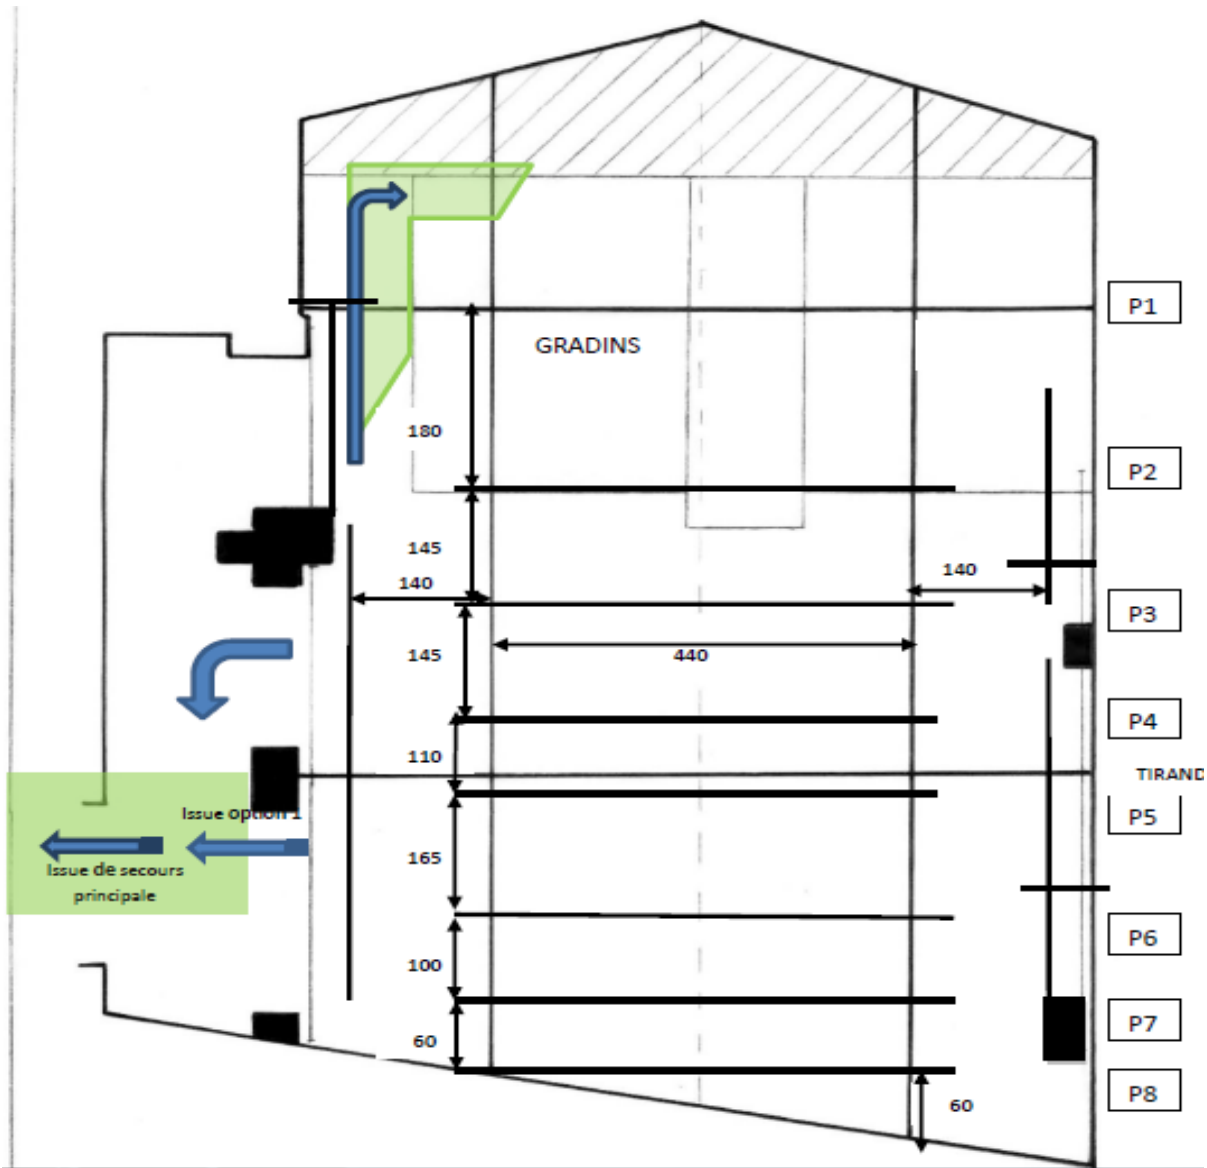 P1
GRADINS
180
P2
145
140
140
P3
145
440
P4
110
TIRAND
Issue option 1
P5
165
Issue de secours
principale
P6
100
P7
60
P8
60